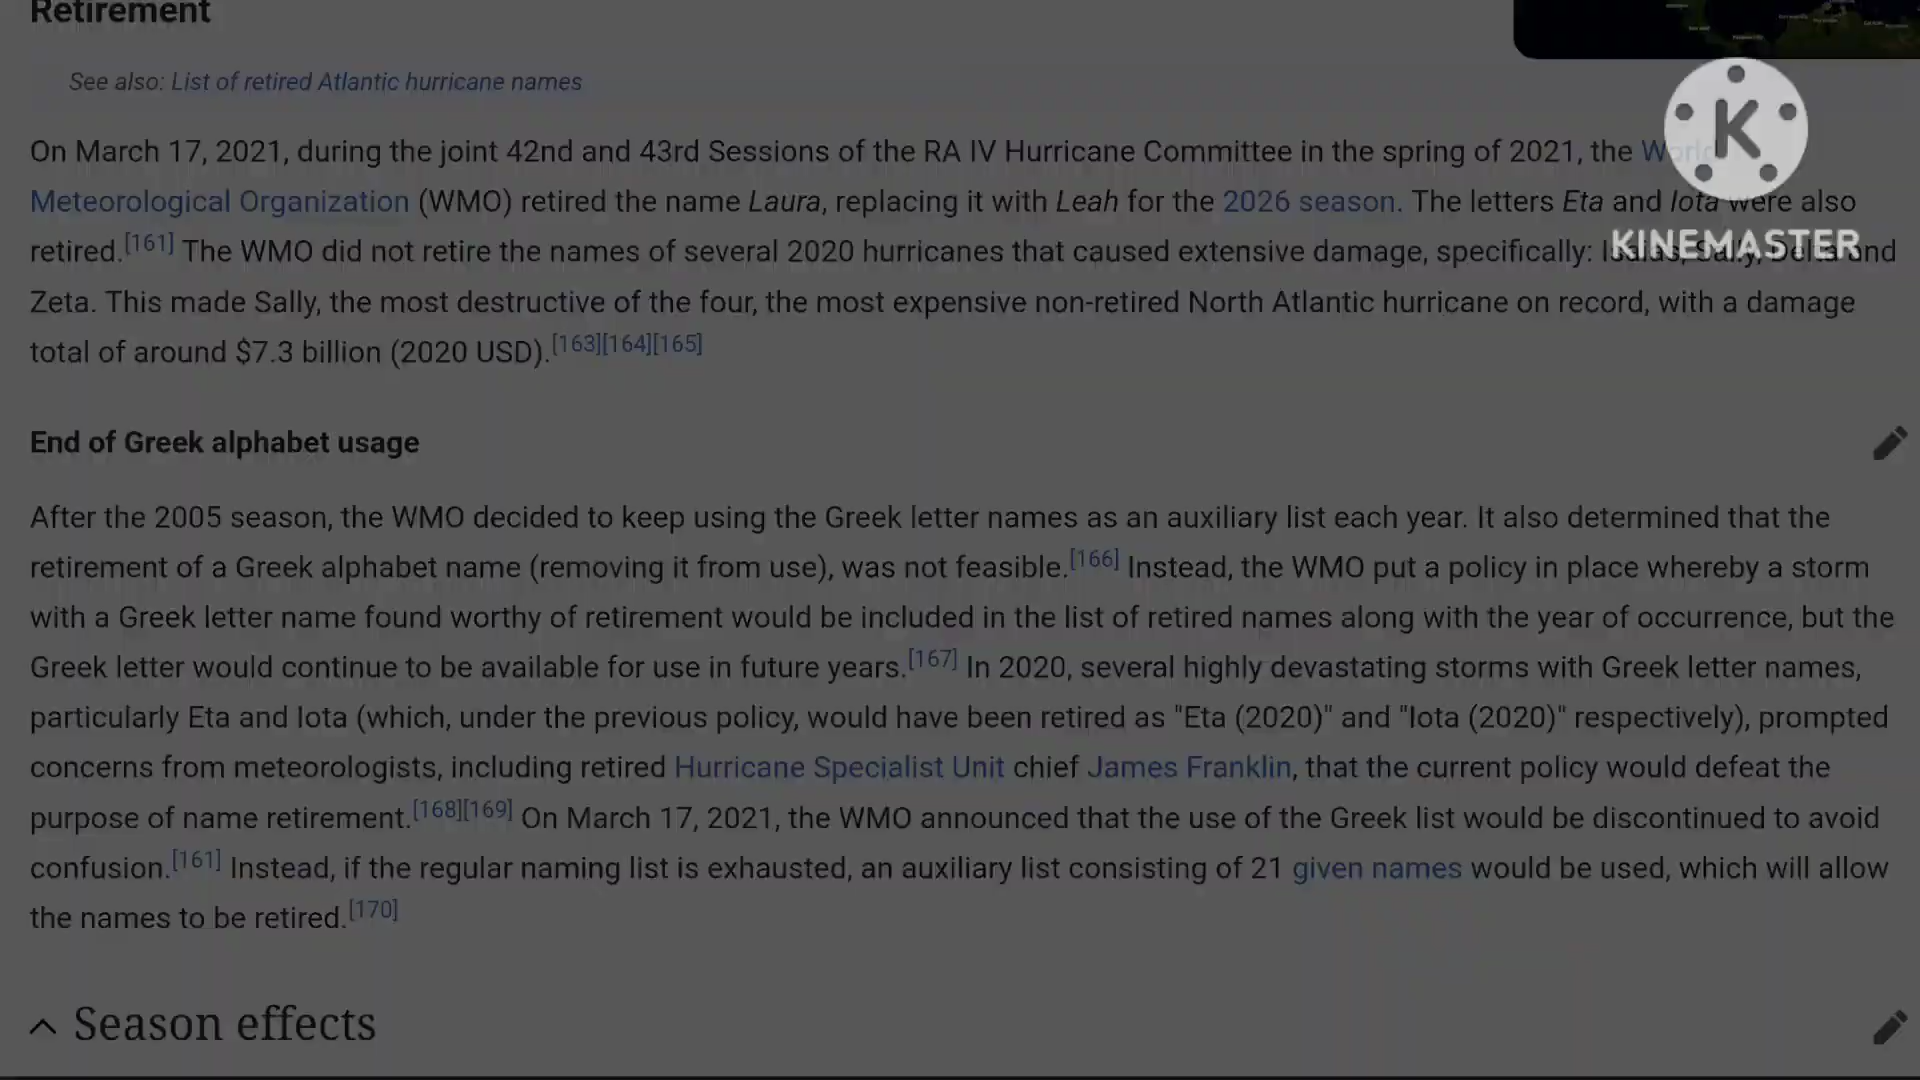 Retirement
See also: List of retired Atlantic hurricane names
On March 17, 2021, during the joint 42nd and 43rd Sessions of the RA IV Hurricane Committee in the spring of 2021, the World
Meteorological Organization (WMO) retired the name Laura, replacing it with Leah for the 2026 season. The letters Eta and Iota were also
retired.[161] The WMO did not retire the names of several 2020 hurricanes that caused extensive damage, specifically: Isaias, Sally, Delta and
Zeta. This made Sally, the most destructive of the four, the most expensive non-retired North Atlantic hurricane on record, with a damage
total of around $7.3 billion (2020 USD).[163][164][165]
K
KINEMASTER
End of Greek alphabet usage
After the 2005 season, the WMO decided to keep using the Greek letter names as an auxiliary list each year. It also determined that the
retirement of a Greek alphabet name (removing it from use), was not feasible.[166] Instead, the WMO put a policy in place whereby a storm
with a Greek letter name found worthy of retirement would be included in the list of retired names along with the year of occurrence, but the
Greek letter would continue to be available for use in future years.[167] In 2020, several highly devastating storms with Greek letter names,
particularly Eta and Iota (which, under the previous policy, would have been retired as "Eta (2020)" and "Iota (2020)" respectively), prompted
concerns from meteorologists, including retired Hurricane Specialist Unit chief James Franklin, that the current policy would defeat the
purpose of name retirement.[168][169] On March 17, 2021, the WMO announced that the use of the Greek list would be discontinued to avoid
confusion.[161] Instead, if the regular naming list is exhausted, an auxiliary list consisting of 21 given names would be used, which will allow
the names to be retired.[170]
Season effects